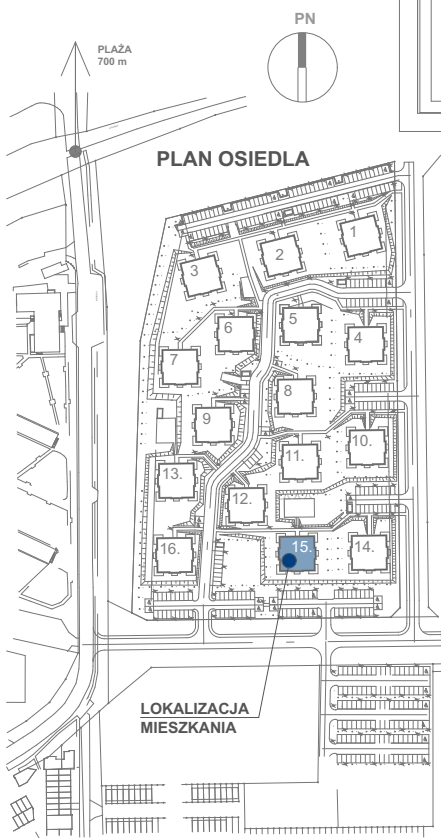 PN
PLAŻA
700 m
PLAN OSIEDLA
1
2
3
5
4
6
7
8
9
10.
11.
13.
12.
15.
14.
16.
LOKALIZACJA
MIESZKANIA